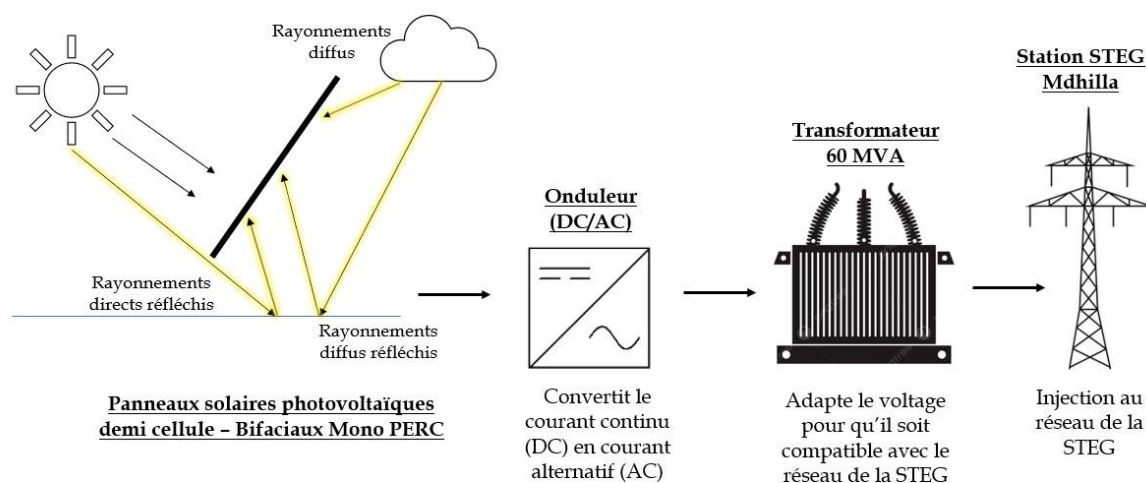 Rayonnements
diffus
Rayonnements
directs réfléchis
Rayonnements
diffus réfléchis
Panneaux solaires photovoltaïques
demi cellule – Bifaciaux Mono PERC
Onduleur
(DC/AC)
Convertit le
courant continu
(DC) en courant
alternatif (AC)
Transformateur
60 MVA
Adapte le voltage
pour qu'il soit
compatible avec le
réseau de la STEG
Station STEG
Mdhilla
Injection au
réseau de la
STEG